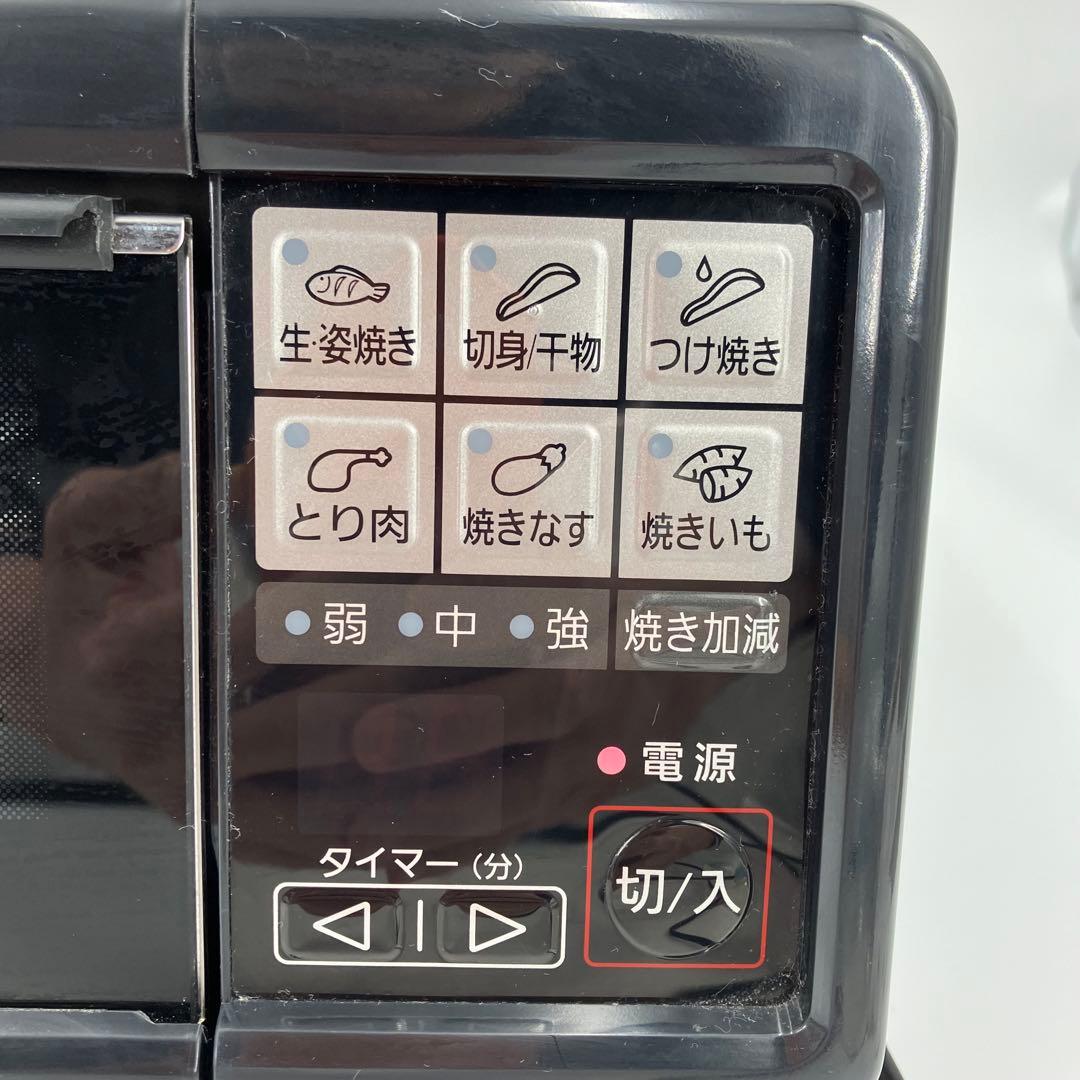 生・姿焼き
切身/干物
つけ焼き
とり肉
焼きなす
焼きいも
弱 中 強 焼き加減
電源
タイマー（分）
切/入